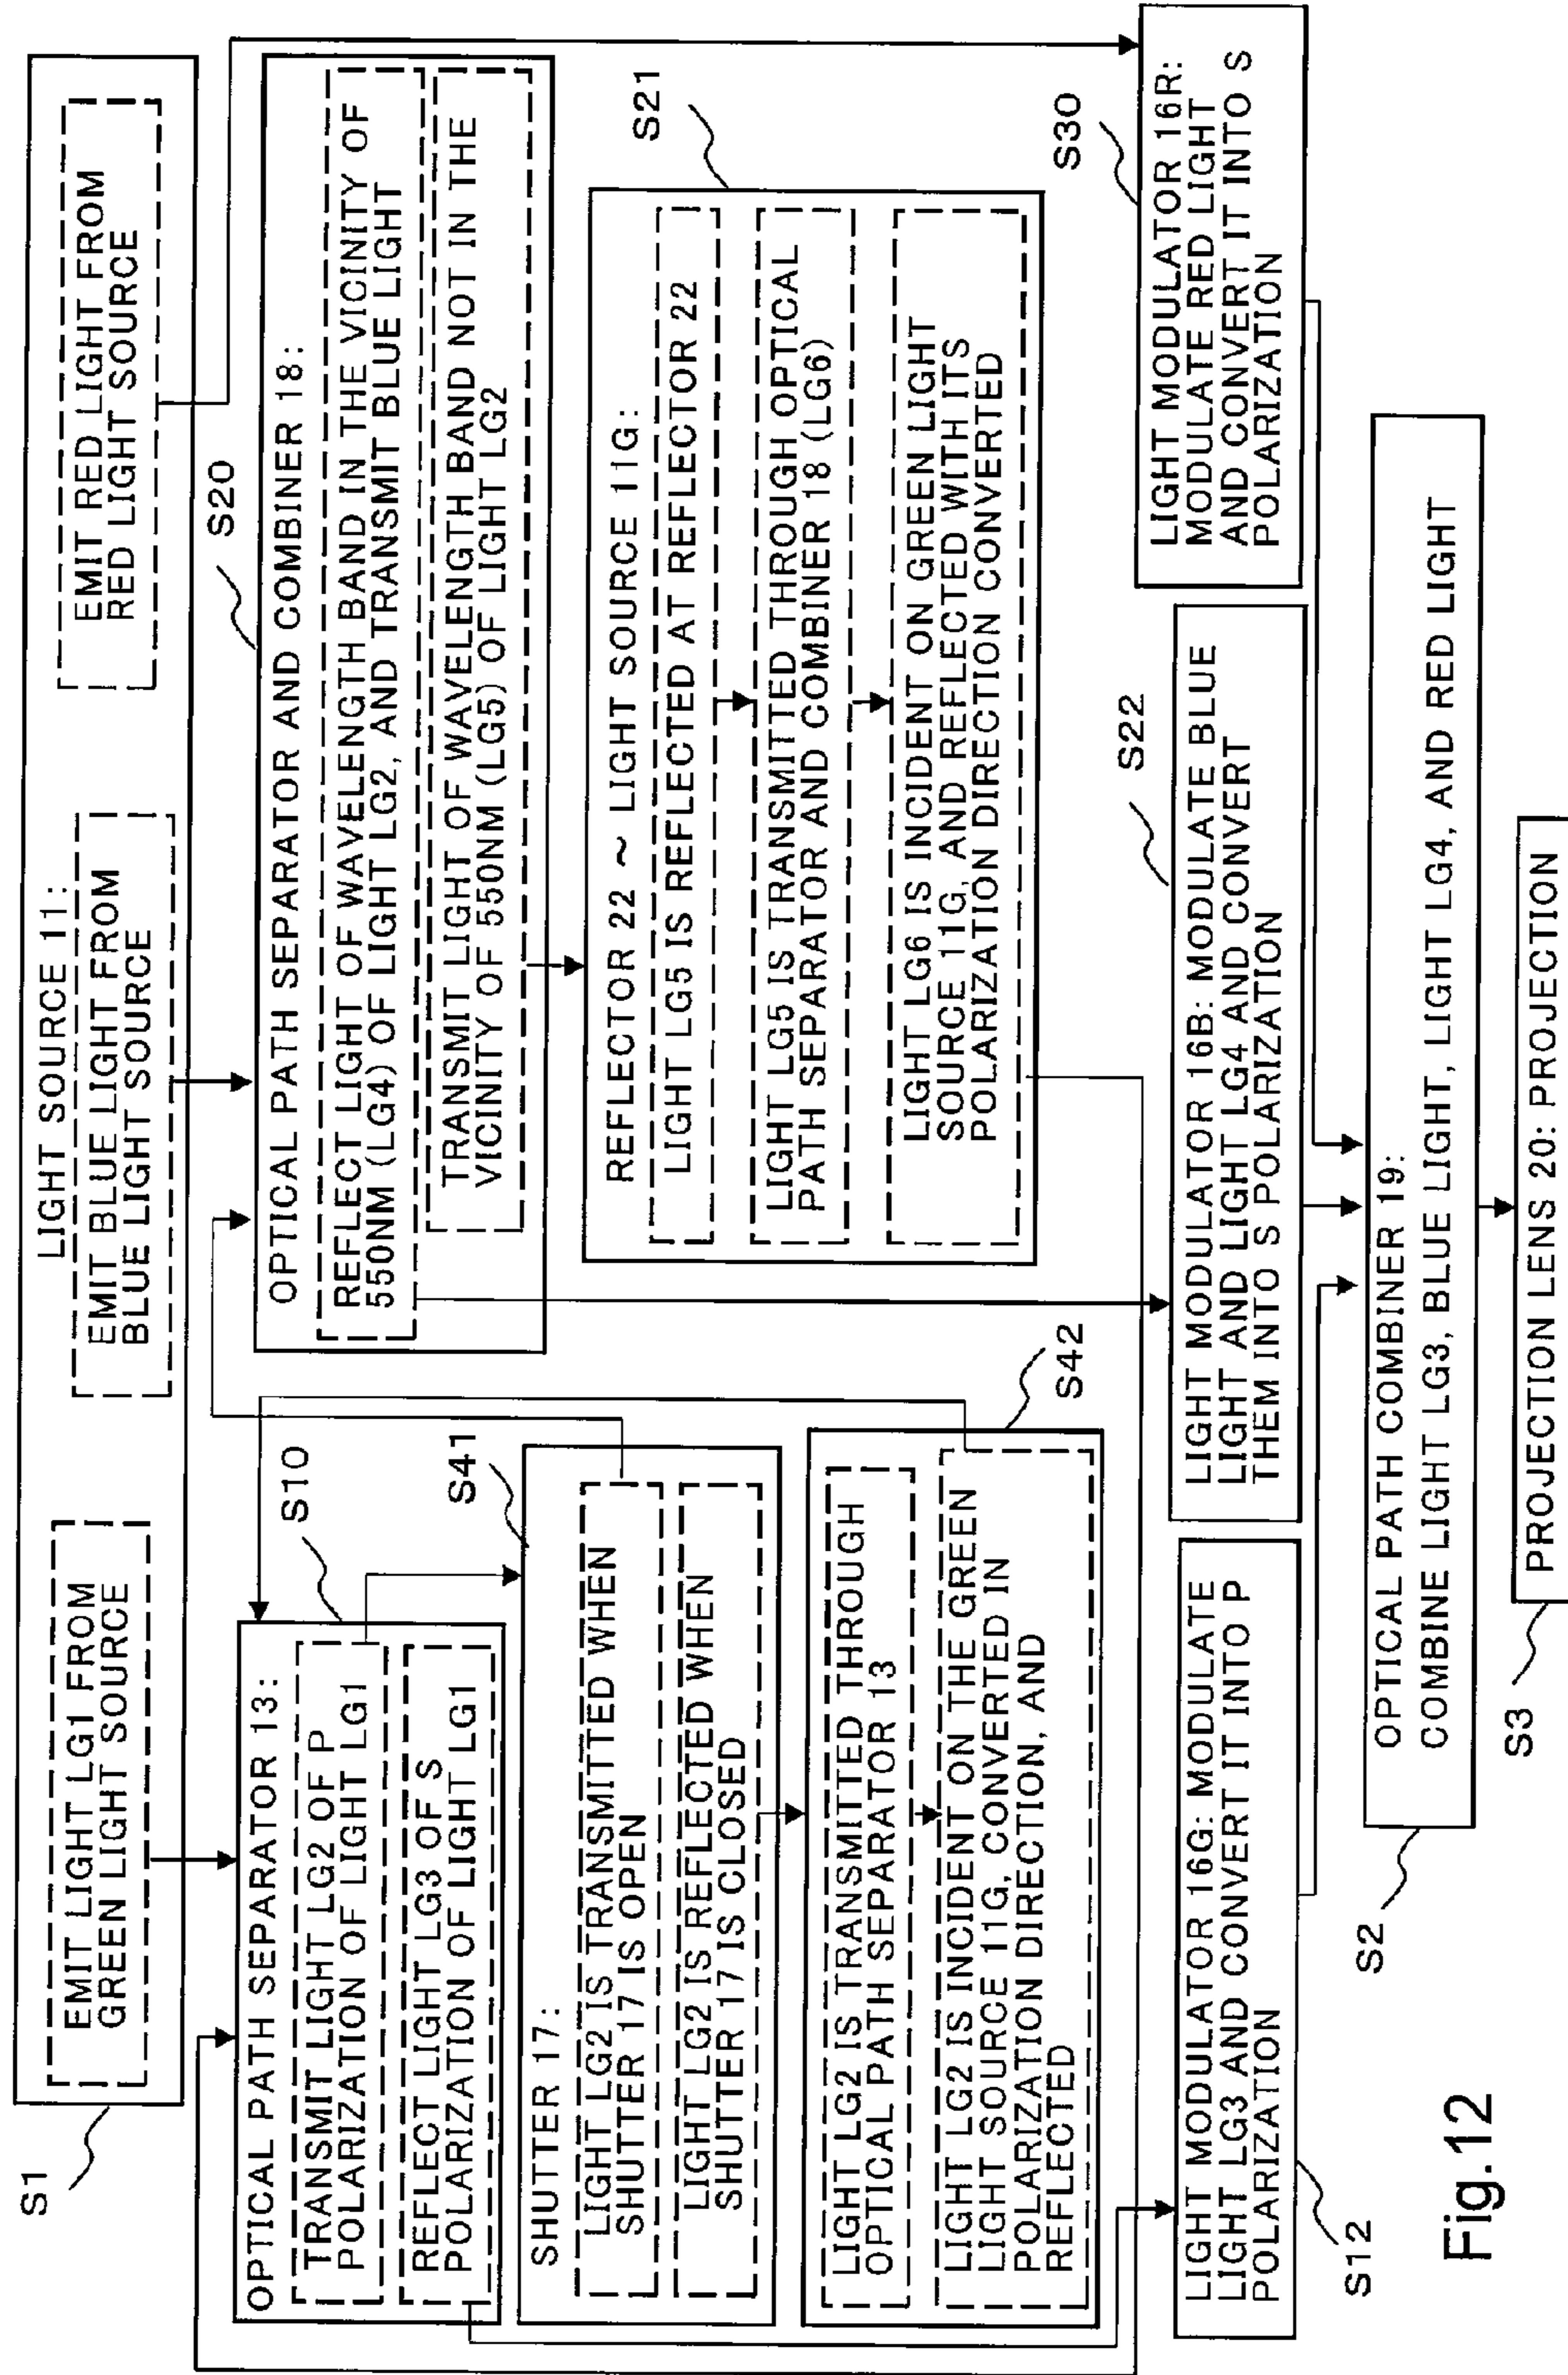 S1
LIGHT SOURCE 11:
EMIT LIGHT LG1 FROM
GREEN LIGHT SOURCE
EMIT BLUE LIGHT FROM
BLUE LIGHT SOURCE
EMIT RED LIGHT FROM
RED LIGHT SOURCE
S10
OPTICAL PATH SEPARATOR 13:
TRANSMIT LIGHT LG2 OF P
POLARIZATION OF LIGHT LG1
REFLECT LIGHT LG3 OF S
POLARIZATION OF LIGHT LG1
S41
SHUTTER 17:
LIGHT LG2 IS TRANSMITTED WHEN
SHUTTER 17 IS OPEN
LIGHT LG2 IS REFLECTED WHEN
SHUTTER 17 IS CLOSED
S42
LIGHT LG2 IS TRANSMITTED THROUGH
OPTICAL PATH SEPARATOR 13
LIGHT LG2 IS INCIDENT ON THE GREEN
LIGHT SOURCE 11G, CONVERTED IN
POLARIZATION DIRECTION, AND
REFLECTED
S20
OPTICAL PATH SEPARATOR AND COMBINER 18:
REFLECT LIGHT OF WAVELENGTH BAND IN THE VICINITY OF
550NM (LG4) OF LIGHT LG2, AND TRANSMIT BLUE LIGHT
TRANSMIT LIGHT OF WAVELENGTH BAND NOT IN THE
VICINITY OF 550NM (LG5) OF LIGHT LG2
S21
REFLECTOR 22 ~ LIGHT SOURCE 11G:
LIGHT LG5 IS REFLECTED AT REFLECTOR 22
LIGHT LG5 IS TRANSMITTED THROUGH OPTICAL
PATH SEPARATOR AND COMBINER 18 (LG6)
LIGHT LG6 IS INCIDENT ON GREEN LIGHT
SOURCE 11G, AND REFLECTED WITH ITS
POLARIZATION DIRECTION CONVERTED
S12
LIGHT MODULATOR 16G: MODULATE
LIGHT LG3 AND CONVERT IT INTO P
POLARIZATION
S22
LIGHT MODULATOR 16B: MODULATE BLUE
LIGHT AND LIGHT LG4 AND CONVERT
THEM INTO S POLARIZATION
S30
LIGHT MODULATOR 16R:
MODULATE RED LIGHT
AND CONVERT IT INTO S
POLARIZATION
S2
OPTICAL PATH COMBINER 19:
COMBINE LIGHT LG3, BLUE LIGHT, LIGHT LG4, AND RED LIGHT
S3
PROJECTION LENS 20: PROJECTION
Fig.12